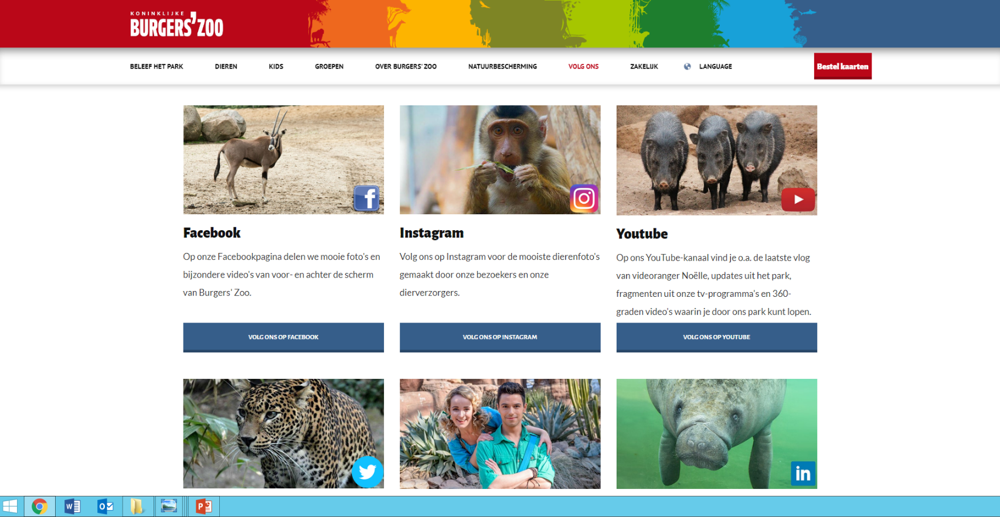 KONINKLIJKE
BURGERS' ZOO
BELEEF HET PARK DIEREN KIDS GROEPEN OVER BURGERS' ZOO NATUURBESCHERMING VOLG ONS ZAKELIJK LANGUAGE Bestel kaarten
f
Facebook
Op onze Facebookpagina delen we mooie foto's en
bijzondere video's van voor- en achter de scherm
van Burgers' Zoo.
VOLG ONS OP FACEBOOK
Instagram
Volg ons op Instagram voor de mooiste dierenfoto's
gemaakt door onze bezoekers en onze
dierverzorgers.
VOLG ONS OP INSTAGRAM
Youtube
Op ons YouTube-kanaal vind je o.a. de laatste vlog
van videoranger Noëlle, updates uit het park,
fragmenten uit onze tv-programma's en 360-
graden video's waarin je door ons park kunt lopen.
VOLG ONS OP YOUTUBE
in
W
O
P